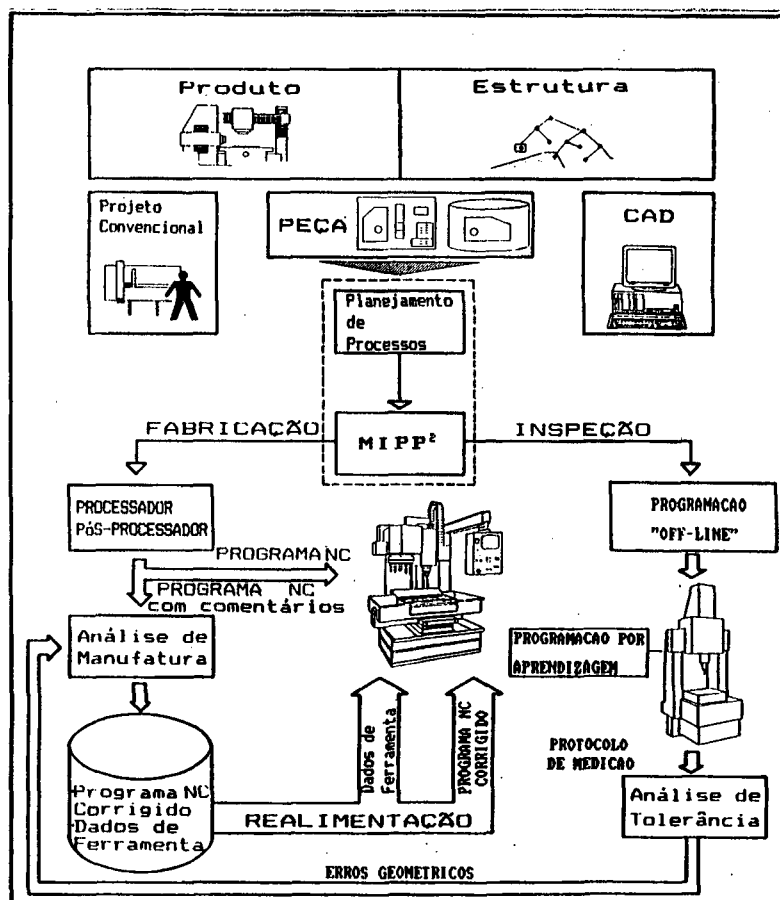 Produto
Estrutura
Projeto
Convencional
PEÇA
CAD
Planejamento
de
Processos
FABRICAÇÃO
MIPP²
INSPEÇÃO
PROCESSADOR
PóS-PROCESSADOR
PROGRAMACAO
"OFF-LINE"
PROGRAMA NC
PROGRAMA NC
com comentários
Análise de
Manufatura
PROGRAMACAO POR
APRENDIZAGEM
Dados de
Ferramenta
PROGRAMA NC
CORRIGIDO
PROTOCOLO
DE MEDICAO
Programa NC
Corrigido
Dados de
Ferramenta
REALIMENTAÇÃO
Análise de
Tolerância
ERROS GEOMETRICOS